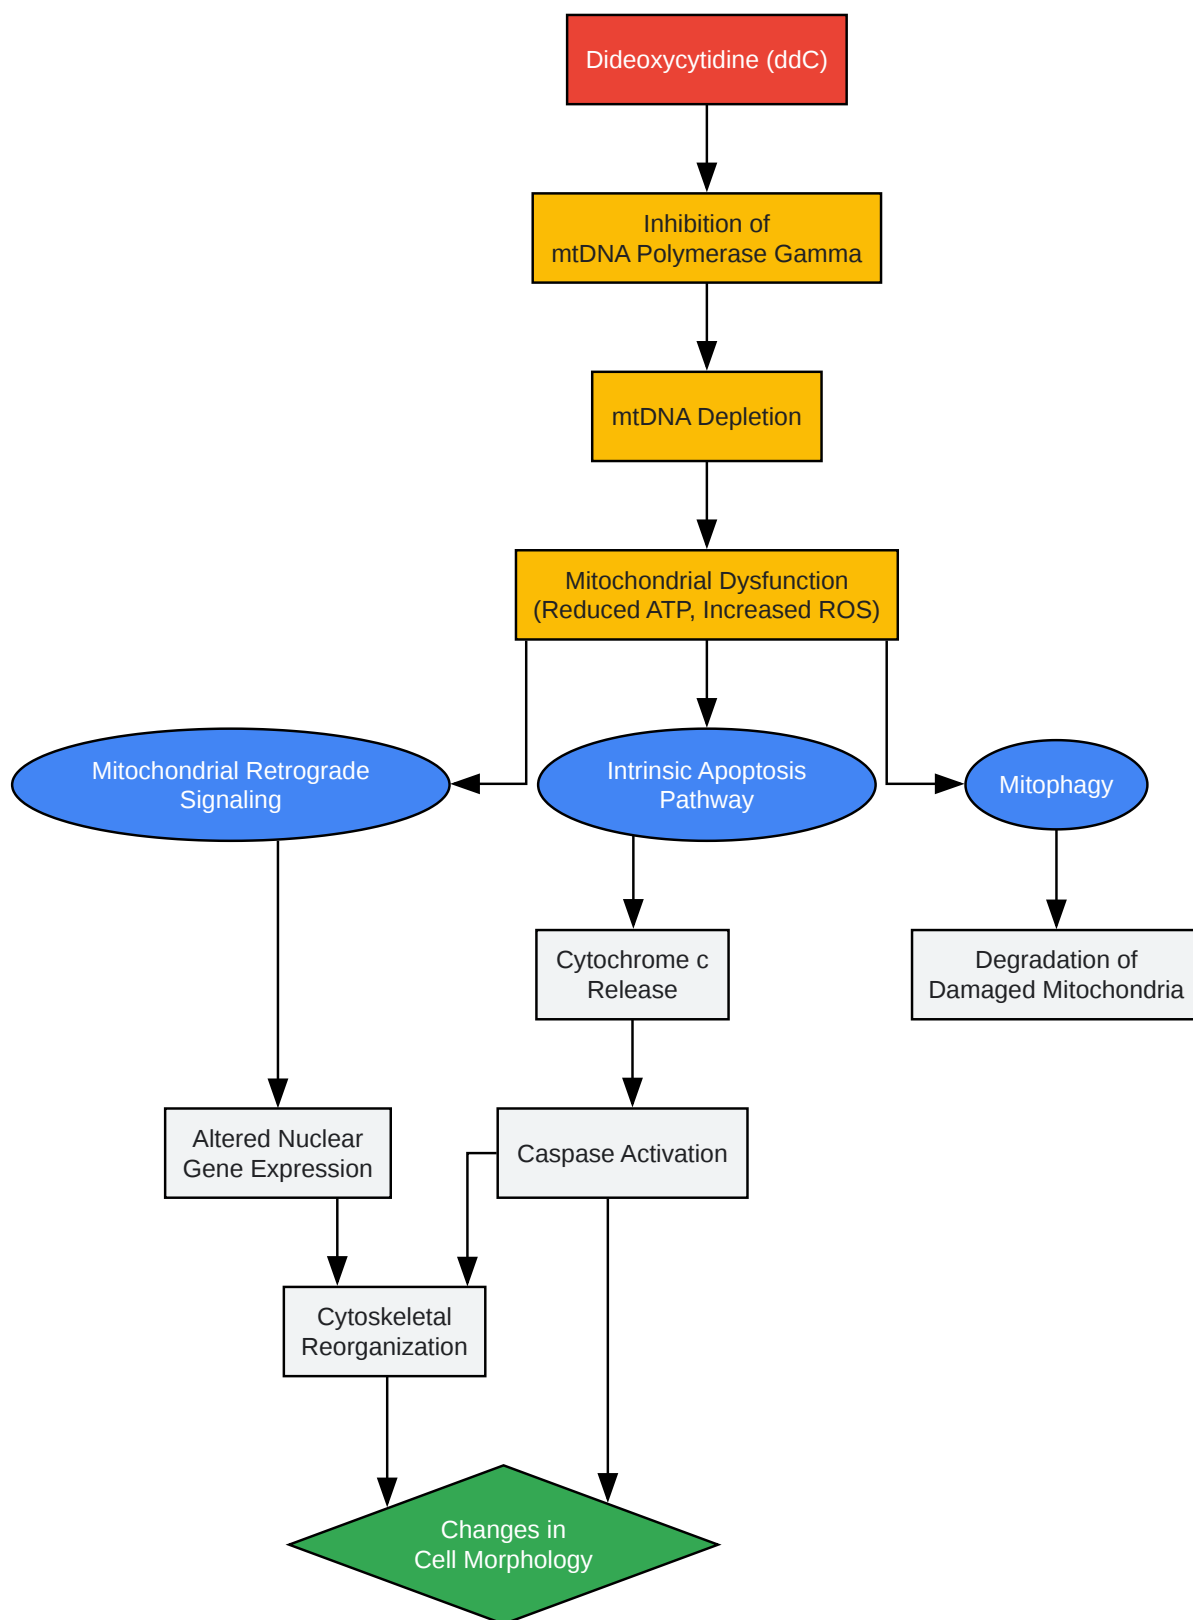 Dideoxycytidine (ddC)
Inhibition of
mtDNA Polymerase Gamma
mtDNA Depletion
Mitochondrial Dysfunction
(Reduced ATP, Increased ROS)
Mitochondrial Retrograde
Signaling
Intrinsic Apoptosis
Pathway
Mitophagy
Cytochrome c
Release
Degradation of
Damaged Mitochondria
Altered Nuclear
Gene Expression
Caspase Activation
Cytoskeletal
Reorganization
Changes in
Cell Morphology